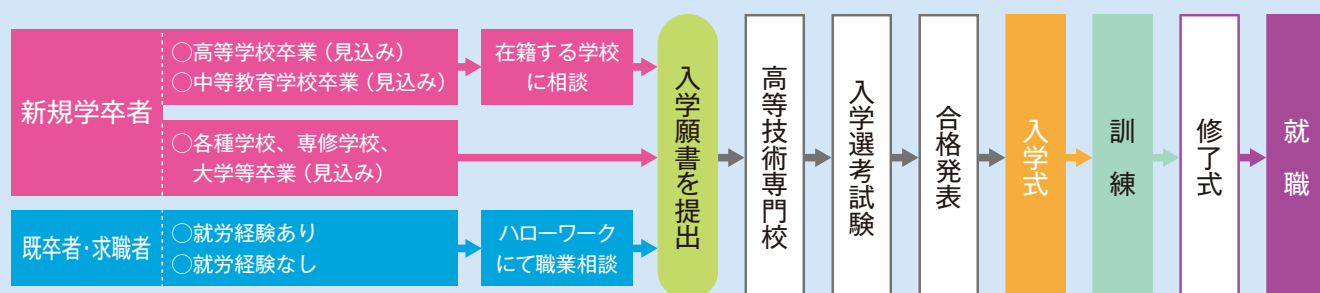 新規学卒者
○高等学校卒業（見込み）
○中等教育学校卒業（見込み）
在籍する学校
に相談
○各種学校、専修学校、
大学等卒業（見込み）
既卒者・求職者
○就労経験あり
○就労経験なし
ハローワーク
にて職業相談
入学願書を提出
高等技術専門校
入学選考試験
合格発表
入学式
訓練
修了式
就職